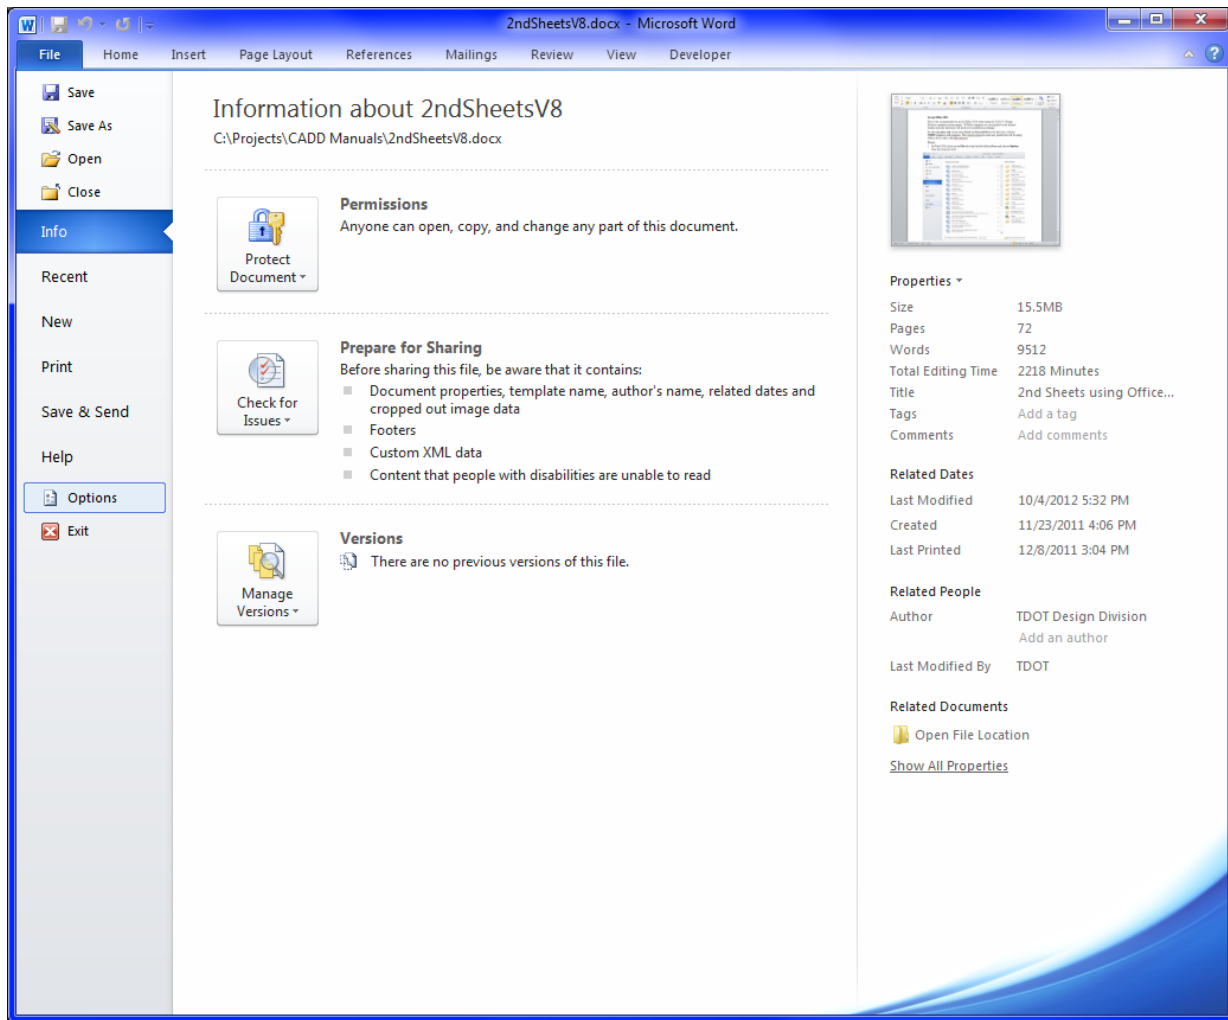 2ndSheetsV8.docx - Microsoft Word
File Home Insert Page Layout References Mailings Review View Developer
Save
Save As
Open
Close
Info
Recent
New
Print
Save & Send
Help
Options
Exit
Information about 2ndSheetsV8
C:\Projects\CADD Manuals\2ndSheetsV8.docx
Protect
Document
Permissions
Anyone can open, copy, and change any part of this document.
Check for
Issues
Prepare for Sharing
Before sharing this file, be aware that it contains:
Document properties, template name, author's name, related dates and
cropped out image data
Footers
Custom XML data
Content that people with disabilities are unable to read
Manage
Versions
Versions
There are no previous versions of this file.
Properties
Size 15.5MB
Pages 72
Words 9512
Total Editing Time 2218 Minutes
Title 2nd Sheets using Office...
Tags Add a tag
Comments Add comments
Related Dates
Last Modified 10/4/2012 5:32 PM
Created 11/23/2011 4:06 PM
Last Printed 12/8/2011 3:04 PM
Related People
Author TDOT Design Division
Add an author
Last Modified By TDOT
Related Documents
Open File Location
Show All Properties